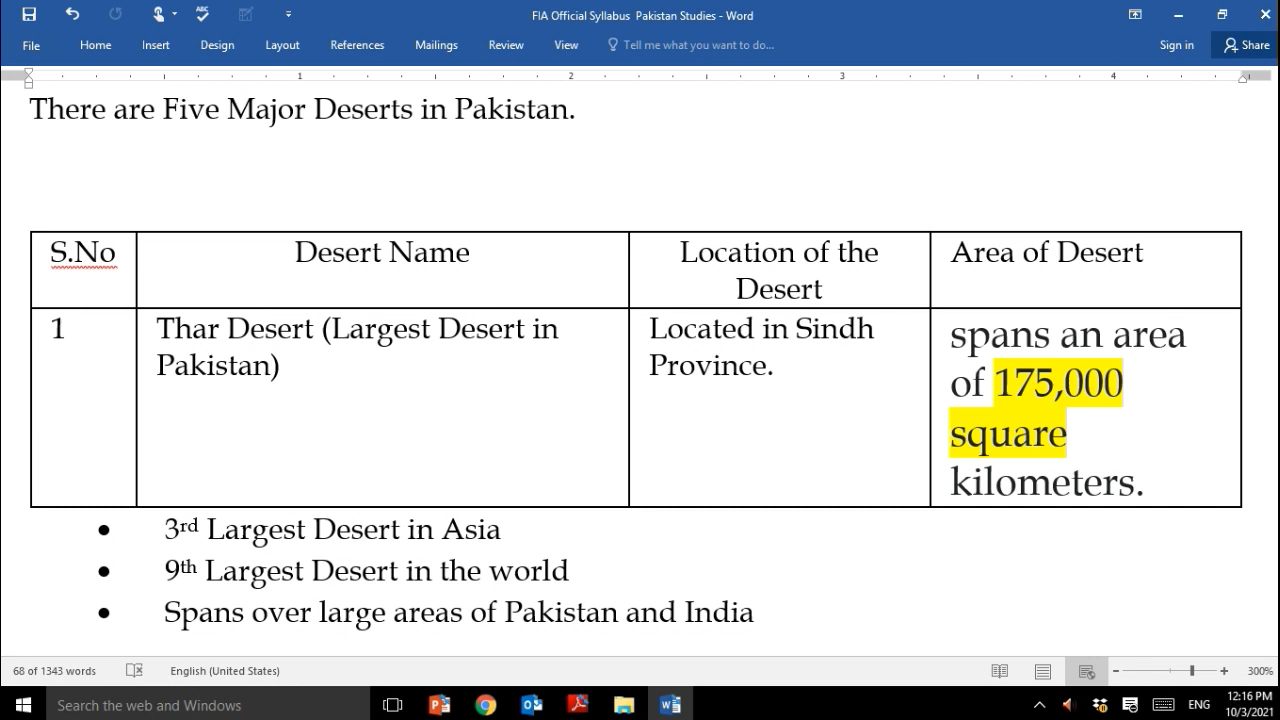 FIA Official Syllabus Pakistan Studies - Word
File Home Insert Design Layout References Mailings Review View Tell me what you want to do... Sign in Share
1 2 3 4
There are Five Major Deserts in Pakistan.
S.No Desert Name Location of the Desert Area of Desert
1 Thar Desert (Largest Desert in Pakistan) Located in Sindh Province. spans an area of 175,000 square kilometers.
• 3rd Largest Desert in Asia
• 9th Largest Desert in the world
• Spans over large areas of Pakistan and India
68 of 1343 words English (United States) 300%
Search the web and Windows ENG 12:16 PM
10/3/2021